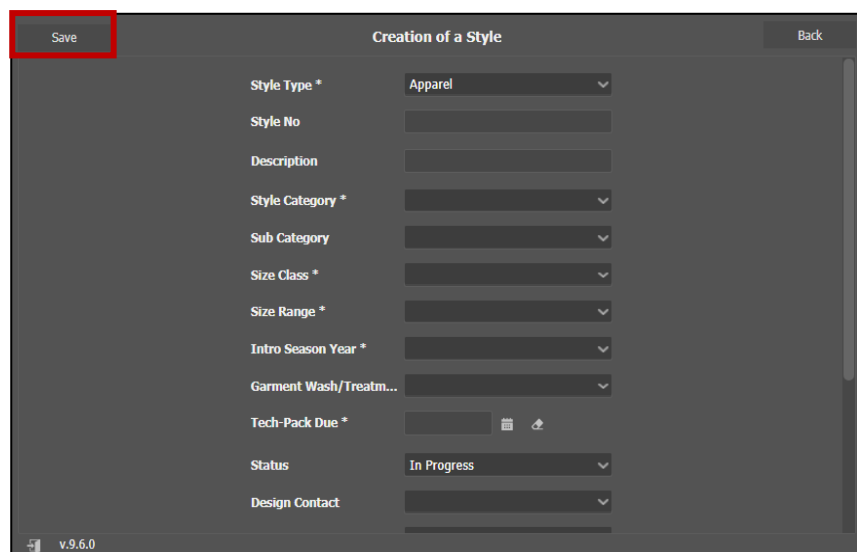 Save
Creation of a Style
Back
Style Type *
Apparel
Style No
Description
Style Category *
Sub Category
Size Class *
Size Range *
Intro Season Year *
Garment Wash/Treatm...
Tech-Pack Due *
Status
In Progress
Design Contact
v.9.6.0